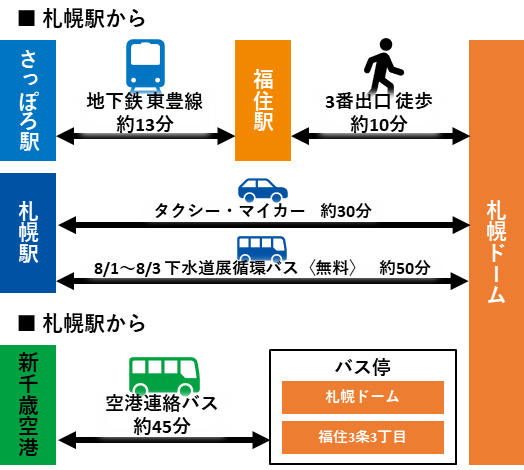 ■ 札幌駅から
さっぽろ駅
地下鉄 東豊線
約13分
福住駅
3番出口 徒歩
約10分
札幌ドーム
札幌駅
タクシー・マイカー　約30分
8/1～8/3 下水道展循環バス〈無料〉　約50分
■ 札幌駅から
新千歳空港
空港連絡バス
約45分
バス停
札幌ドーム
福住3条3丁目